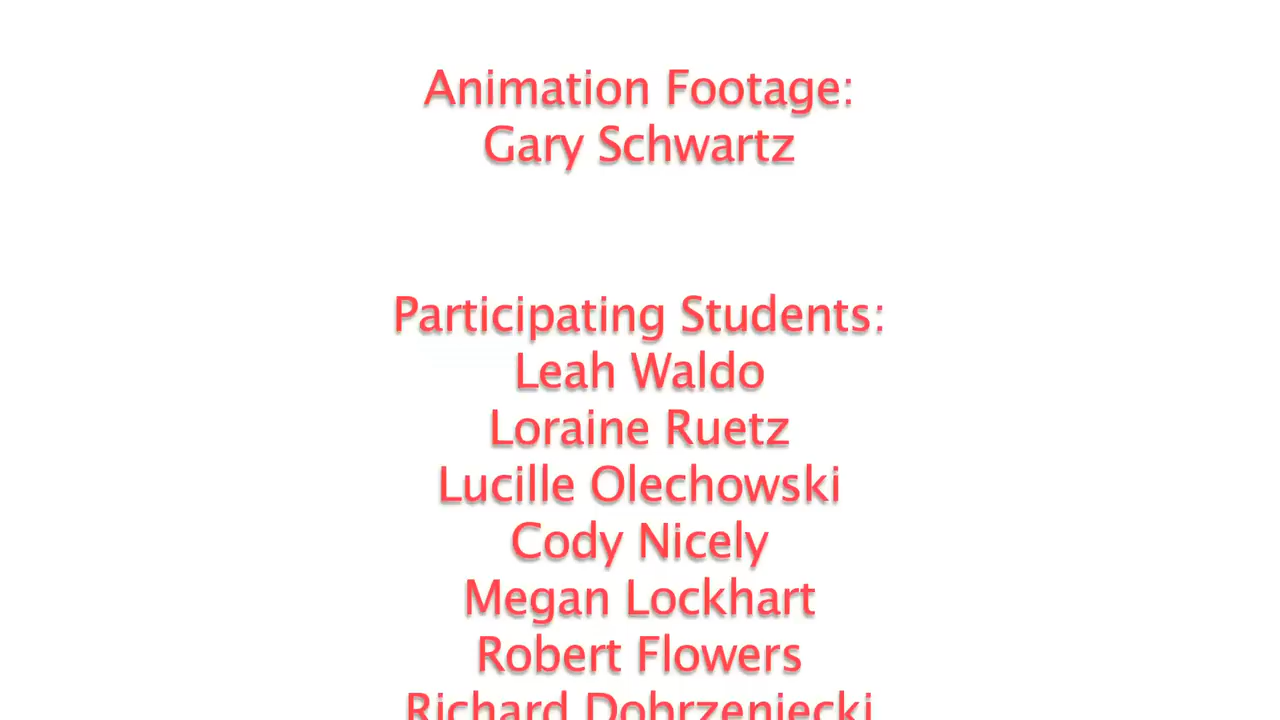 Animation Footage:
Gary Schwartz
Participating Students:
Leah Waldo
Loraine Ruetz
Lucille Olechowski
Cody Nicely
Megan Lockhart
Robert Flowers
Richard Dobrzeniecki